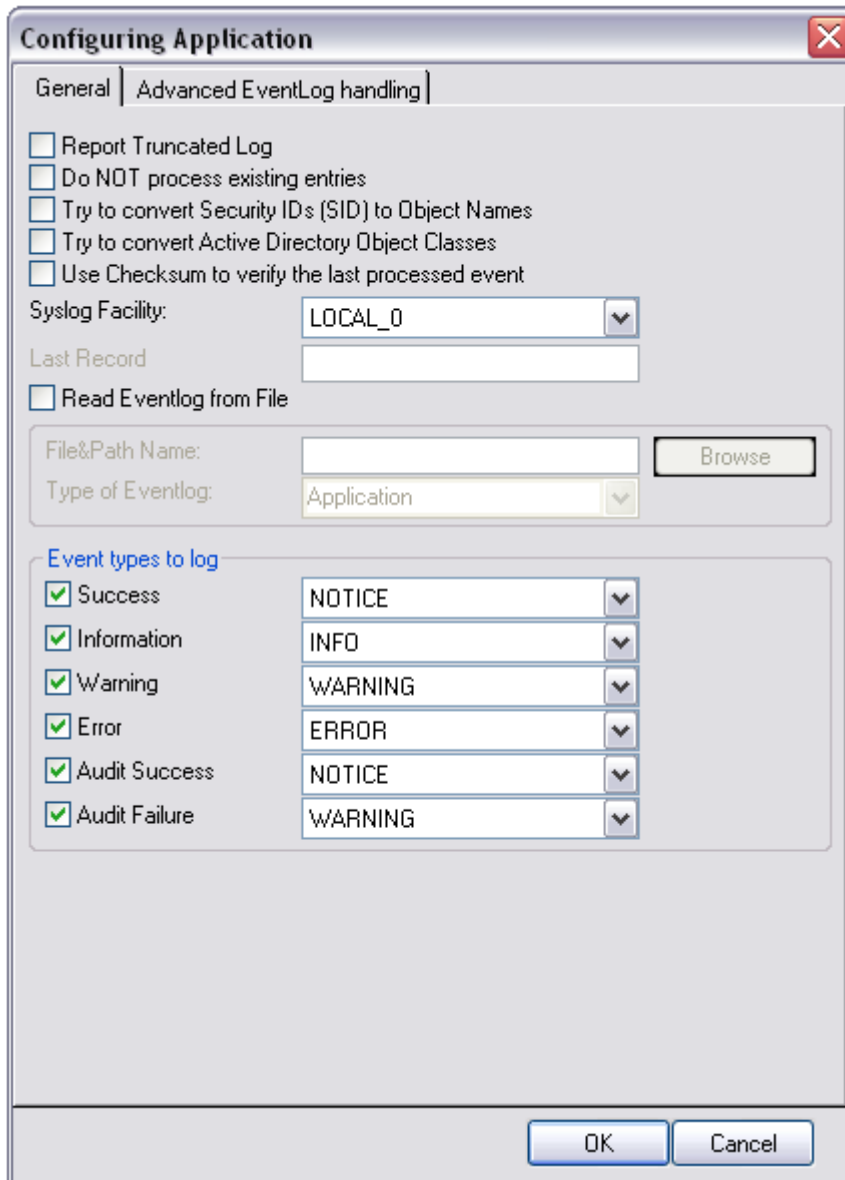 Configuring Application
General Advanced EventLog handling
Report Truncated Log
Do NOT process existing entries
Try to convert Security IDs (SID) to Object Names
Try to convert Active Directory Object Classes
Use Checksum to verify the last processed event
Syslog Facility: LOCAL_0
Last Record
Read Eventlog from File
File&Path Name: Browse
Type of Eventlog: Application
Event types to log
Success NOTICE
Information INFO
Warning WARNING
Error ERROR
Audit Success NOTICE
Audit Failure WARNING
OK Cancel